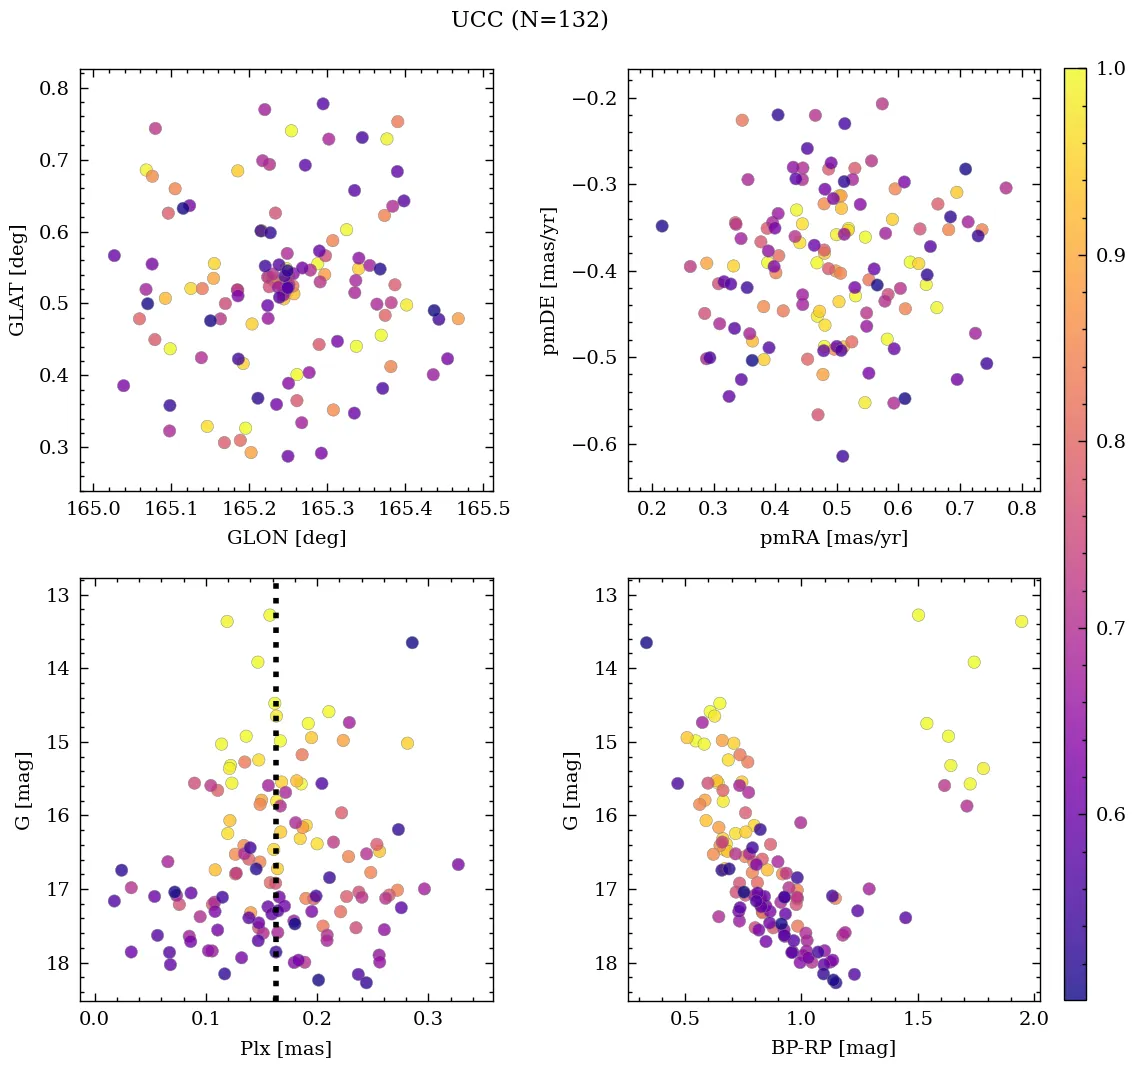 UCC (N=132)
0.8
0.7
0.6
0.5
0.4
0.3
GLAT [deg]
165.0 165.1 165.2 165.3 165.4 165.5
GLON [deg]
−0.2
−0.3
−0.4
−0.5
−0.6
pmDE [mas/yr]
0.2 0.3 0.4 0.5 0.6 0.7 0.8
pmRA [mas/yr]
13
14
15
16
17
18
G [mag]
0.0 0.1 0.2 0.3
Plx [mas]
13
14
15
16
17
18
G [mag]
0.5 1.0 1.5 2.0
BP-RP [mag]
1.0
0.9
0.8
0.7
0.6